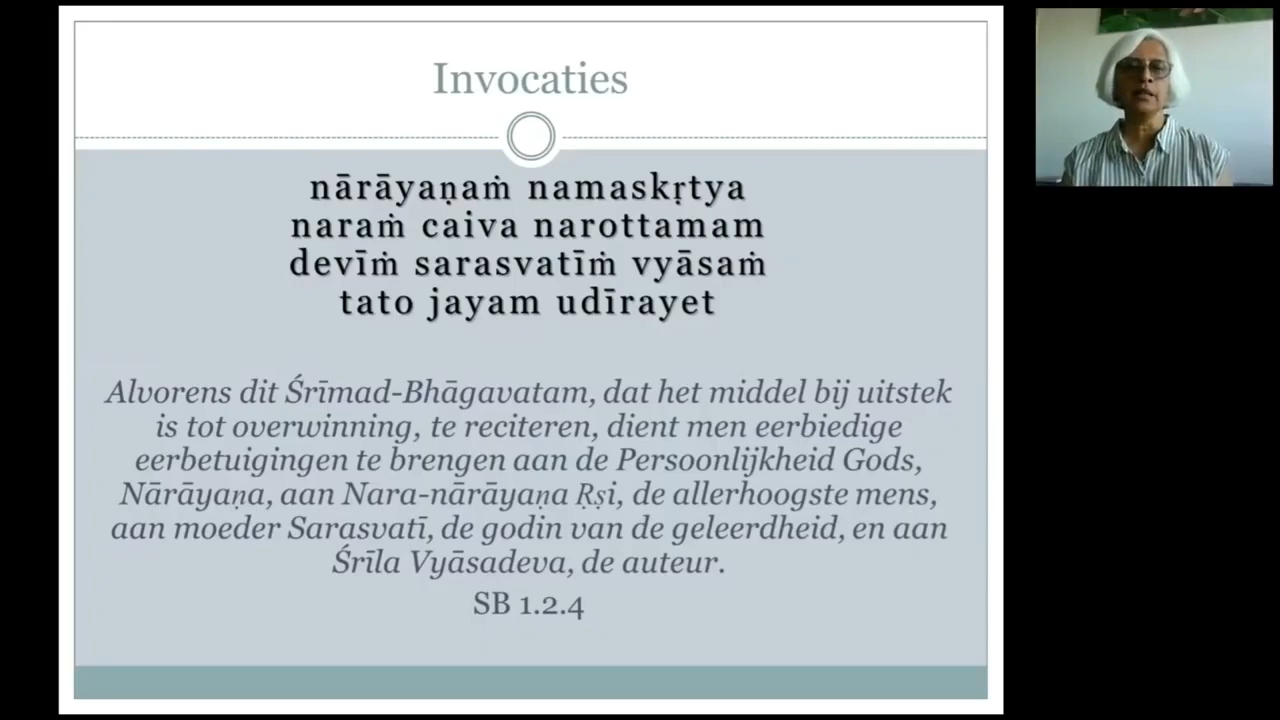 Invocaties
nārāyaṇaṁ namaskṛtya
naraṁ caiva narottamam
devīṁ sarasvatīṁ vyāsaṁ
tato jayam udīrayet
Alvorens dit Śrīmad-Bhāgavatam, dat het middel bij uitstek
is tot overwinning, te reciteren, dient men eerbiedige
eerbetuigingen te brengen aan de Persoonlijkheid Gods,
Nārāyaṇa, aan Nara-nārāyaṇa Ṛṣi, de allerhoogste mens,
aan moeder Sarasvatī, de godin van de geleerdheid, en aan
Śrīla Vyāsadeva, de auteur.
SB 1.2.4